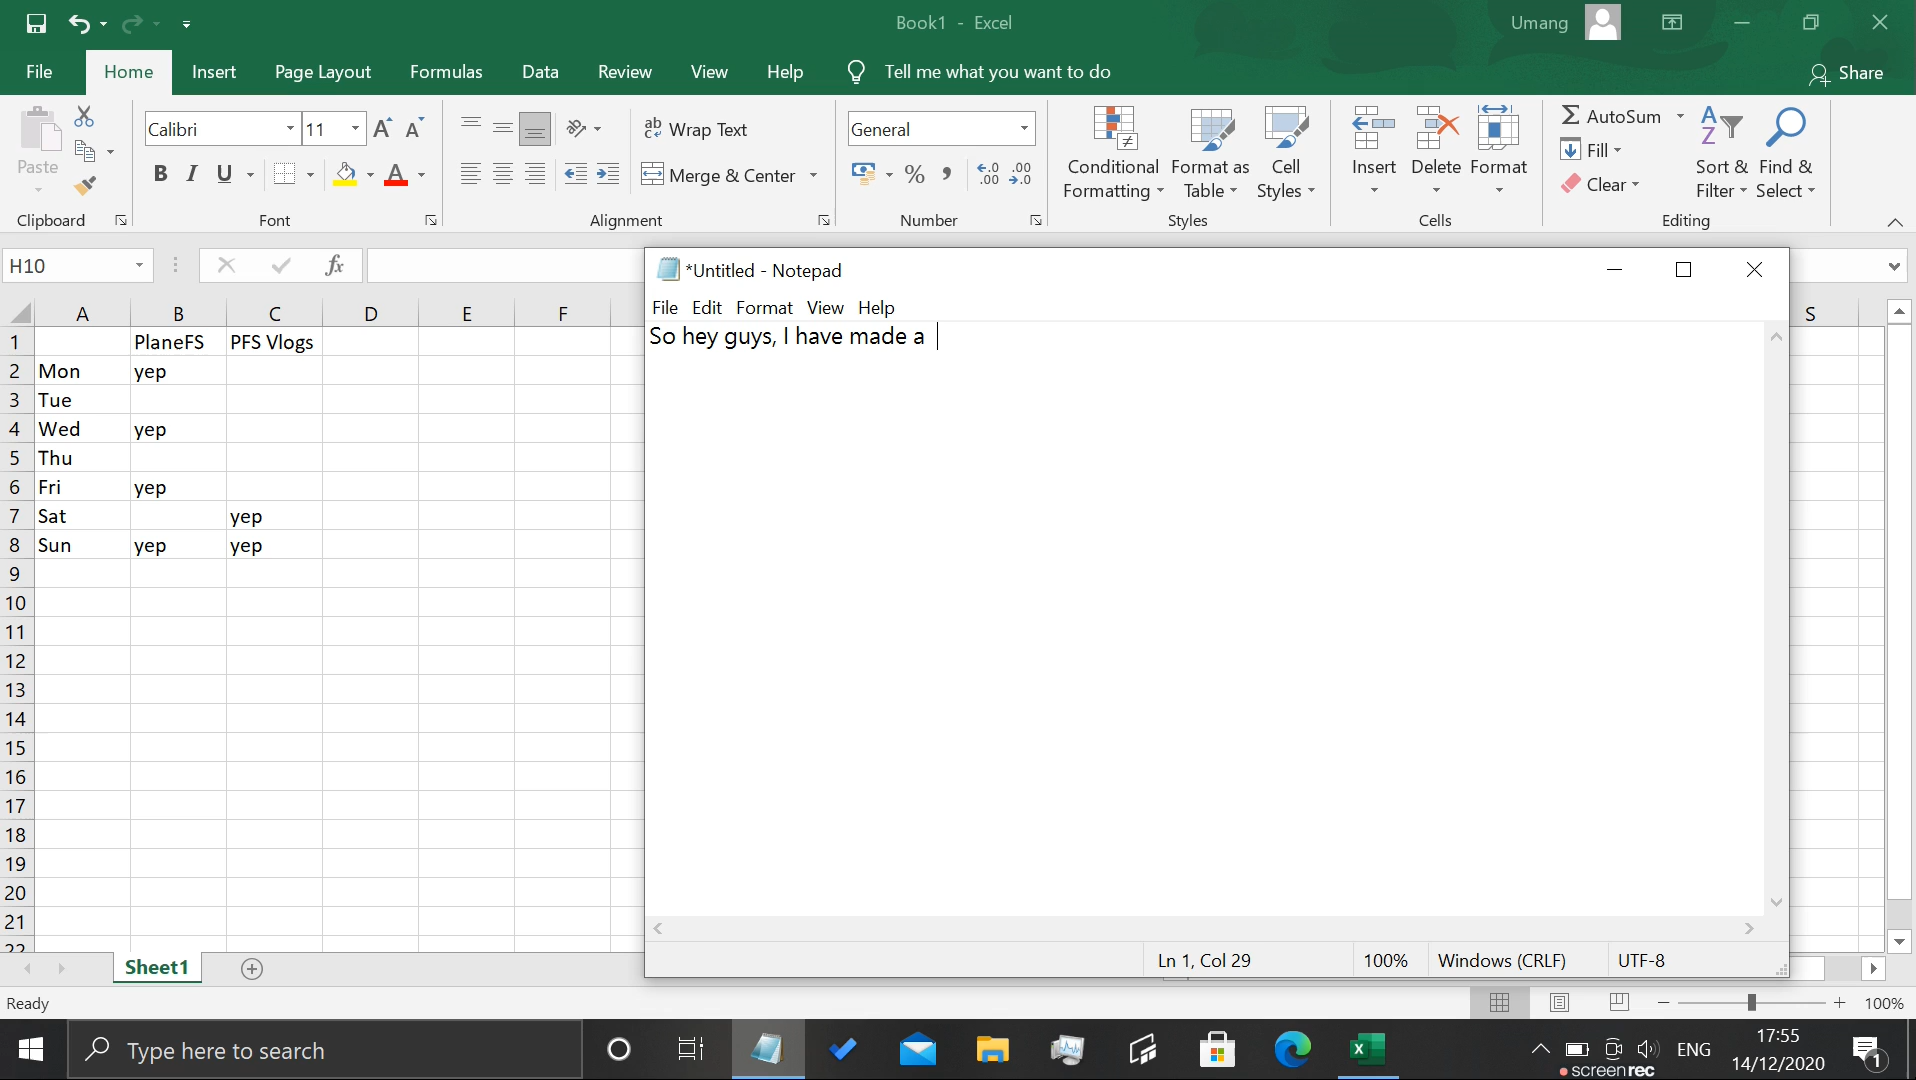 Book1 - Excel
Umang
File Home Insert Page Layout Formulas Data Review View Help Tell me what you want to do
Share
Calibri 11
Wrap Text
General
Paste
B I U
Merge & Center
% ,
Conditional Formatting
Format as Table
Cell Styles
Insert Delete Format
AutoSum
Fill
Clear
Sort & Filter
Find & Select
Clipboard Font Alignment Number Styles Cells Editing
H10
fx
A B C D E F S
1 PlaneFS PFS Vlogs
2 Mon yep
3 Tue
4 Wed yep
5 Thu
6 Fri yep
7 Sat yep
8 Sun yep yep
9
10
11
12
13
14
15
16
17
18
19
20
21
22
*Untitled - Notepad
File Edit Format View Help
So hey guys, I have made a
Ln 1, Col 29 100% Windows (CRLF) UTF-8
Sheet1
Ready
100%
Type here to search
ENG
17:55
14/12/2020
1
screenrec